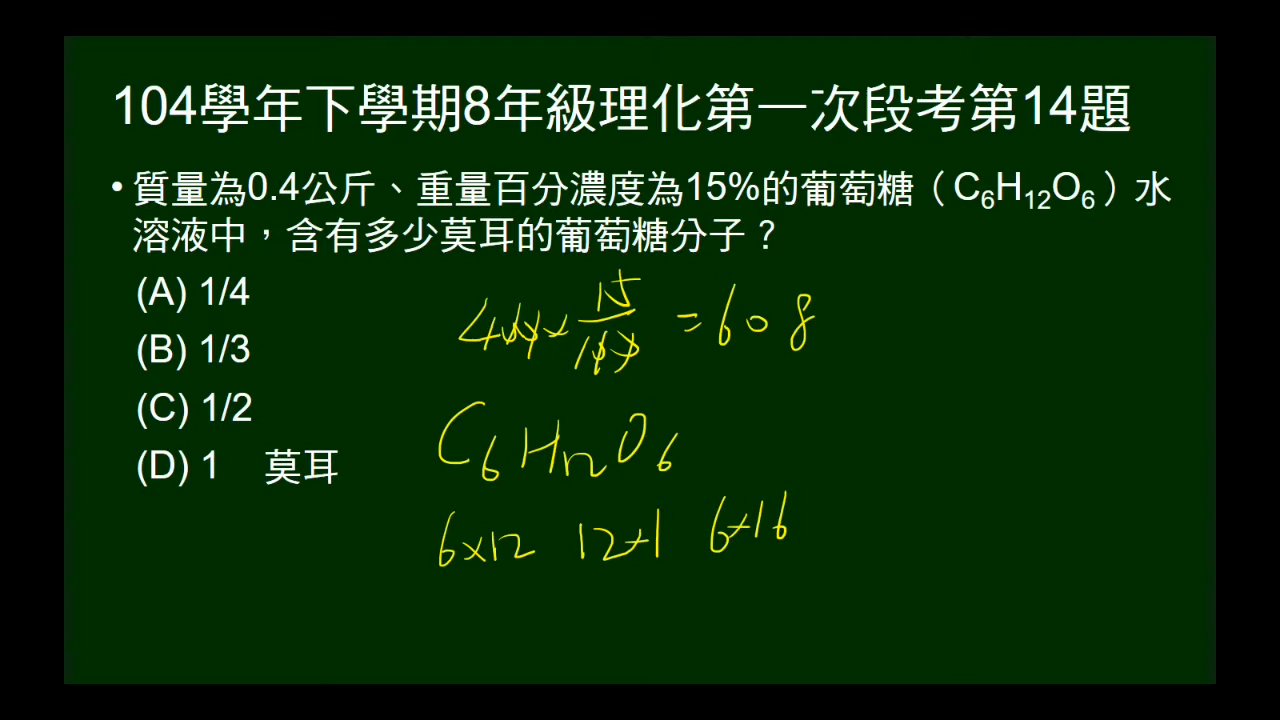 104學年下學期8年級理化第一次段考第14題
• 質量為0.4公斤、重量百分濃度為15%的葡萄糖（C₆H₁₂O₆）水
溶液中，含有多少莫耳的葡萄糖分子？
(A) 1/4
(B) 1/3
(C) 1/2
(D) 1 莫耳
400×15/100=60g
C₆H₁₂O₆
6×12 12×1 6×16